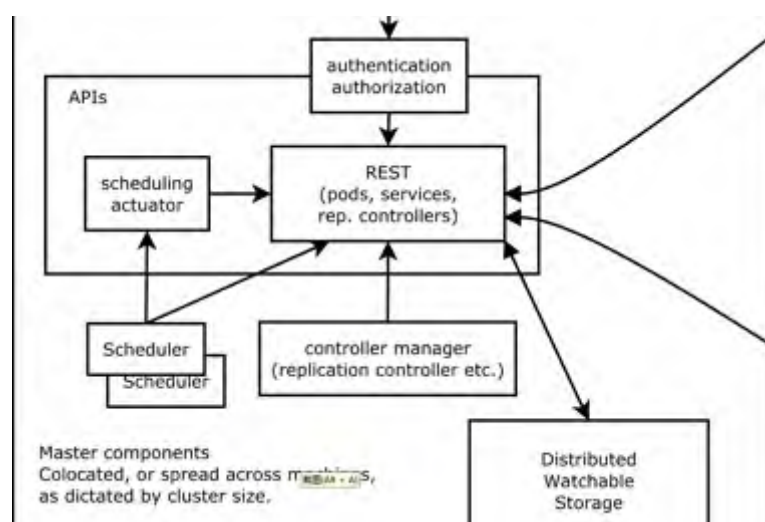 authentication
authorization
APIs
REST
(pods, services,
rep. controllers)
scheduling
actuator
Scheduler
Scheduler
controller manager
(replication controller etc.)
Master components
Colocated, or spread across
as dictated by cluster size.
Distributed
Watchable
Storage